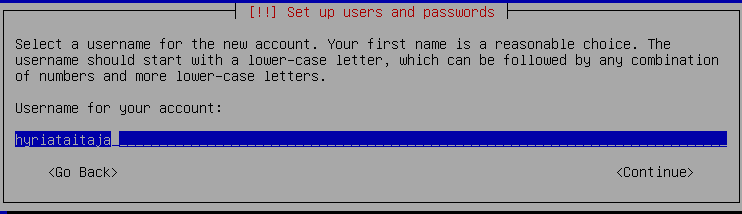 [!!] Set up users and passwords
Select a username for the new account. Your first name is a reasonable choice. The
username should start with a lower-case letter, which can be followed by any combination
of numbers and more lower-case letters.
Username for your account:
hyriataitaja
<Go Back> <Continue>